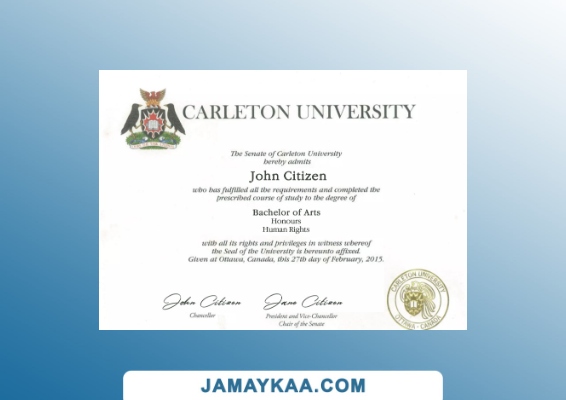 CARLETON UNIVERSITY
The Senate of Carleton University
hereby admits
John Citizen
who has fulfilled all the requirements and completed the
prescribed course of study to the degree of
Bachelor of Arts
Honours
Human Rights
with all its rights and privileges in witness whereof
the Seal of the University is hereunto affixed.
Given at Ottawa, Canada, this 27th day of February, 2015.
John Citizen
Jane Citizen
Chancellor
President and Vice-Chancellor
Chair of the Senate
CARLETON UNIVERSITY
OTTAWA - CANADA
JAMAYKAA.COM